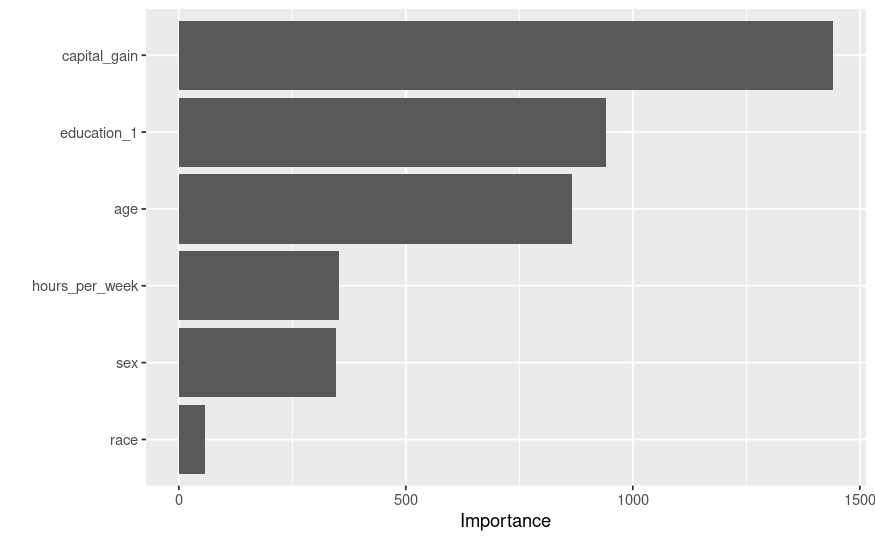 capital_gain
education_1
age
hours_per_week
sex
race
0 500 1000 1500
Importance